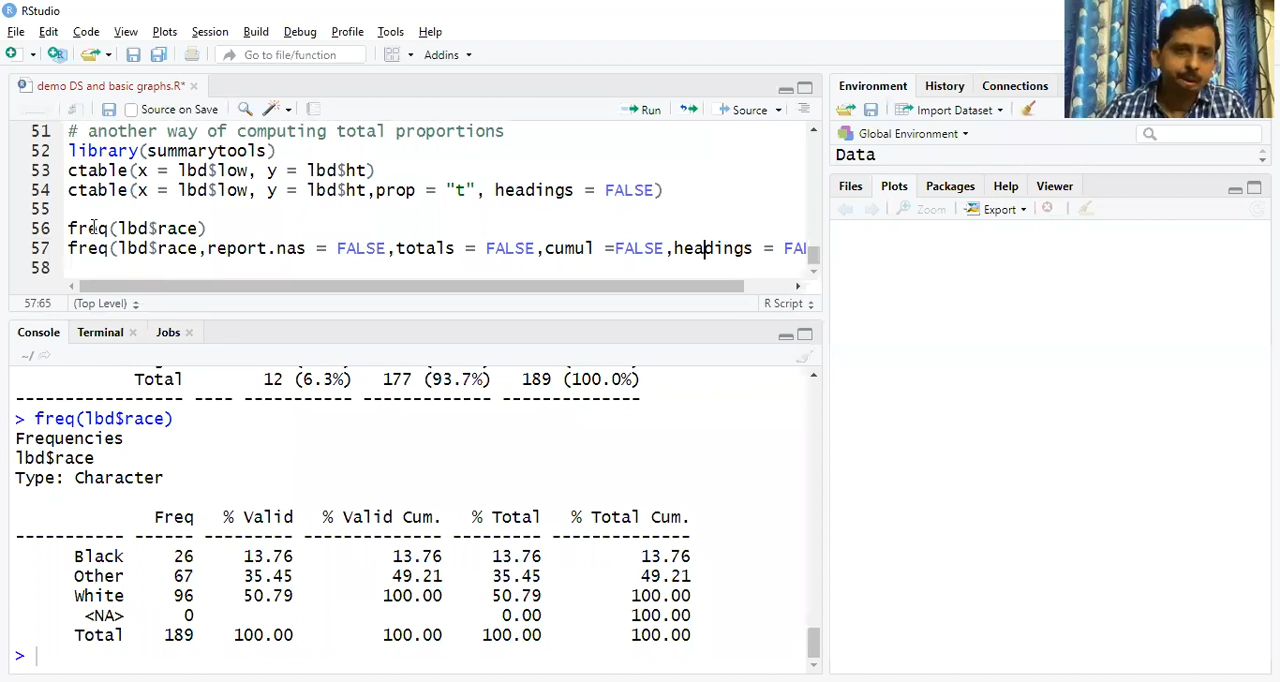 RStudio
File Edit Code View Plots Session Build Debug Profile Tools Help
Go to file/function Addins
demo DS and basic graphs.R*
Source on Save Run Source
51 # another way of computing total proportions
52 library(summarytools)
53 ctable(x = lbd$low, y = lbd$ht)
54 ctable(x = lbd$low, y = lbd$ht,prop = "t", headings = FALSE)
55
56 freq(lbd$race)
57 freq(lbd$race,report.nas = FALSE,totals = FALSE,cumul =FALSE,headings = FAL
58
57:65 (Top Level) R Script
Console Terminal Jobs
~/
Total 12 (6.3%) 177 (93.7%) 189 (100.0%)
----------------- ---- ----------- ------------- --------------
> freq(lbd$race)
Frequencies
lbd$race
Type: Character
Freq % Valid % Valid Cum. % Total % Total Cum.
----------- ------ --------- -------------- --------- --------------
Black 26 13.76 13.76 13.76 13.76
Other 67 35.45 49.21 35.45 49.21
White 96 50.79 100.00 50.79 100.00
<NA> 0 0.00 100.00
Total 189 100.00 100.00 100.00 100.00
>
Environment History Connections
Import Dataset
Global Environment
Data
Files Plots Packages Help Viewer
Zoom Export